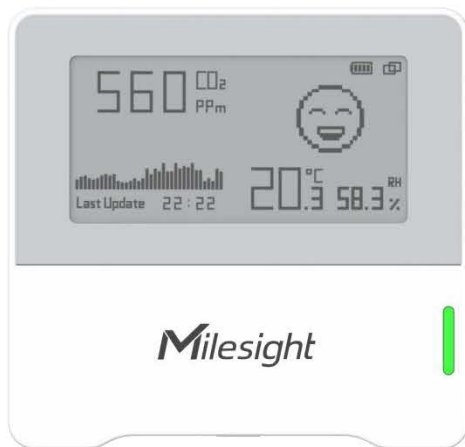 560 CO2
PPm
Last Update 22:22
20.3 °C
58.3 RH
%
Milesight